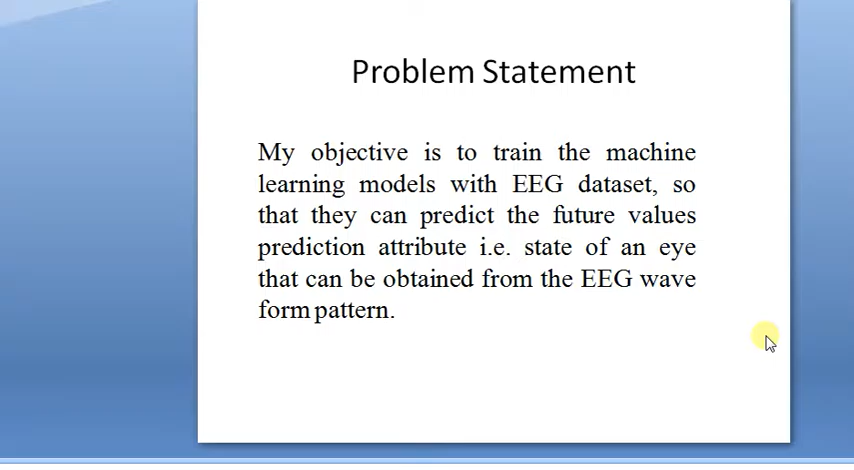 Problem Statement
My objective is to train the machine
learning models with EEG dataset, so
that they can predict the future values
prediction attribute i.e. state of an eye
that can be obtained from the EEG wave
form pattern.